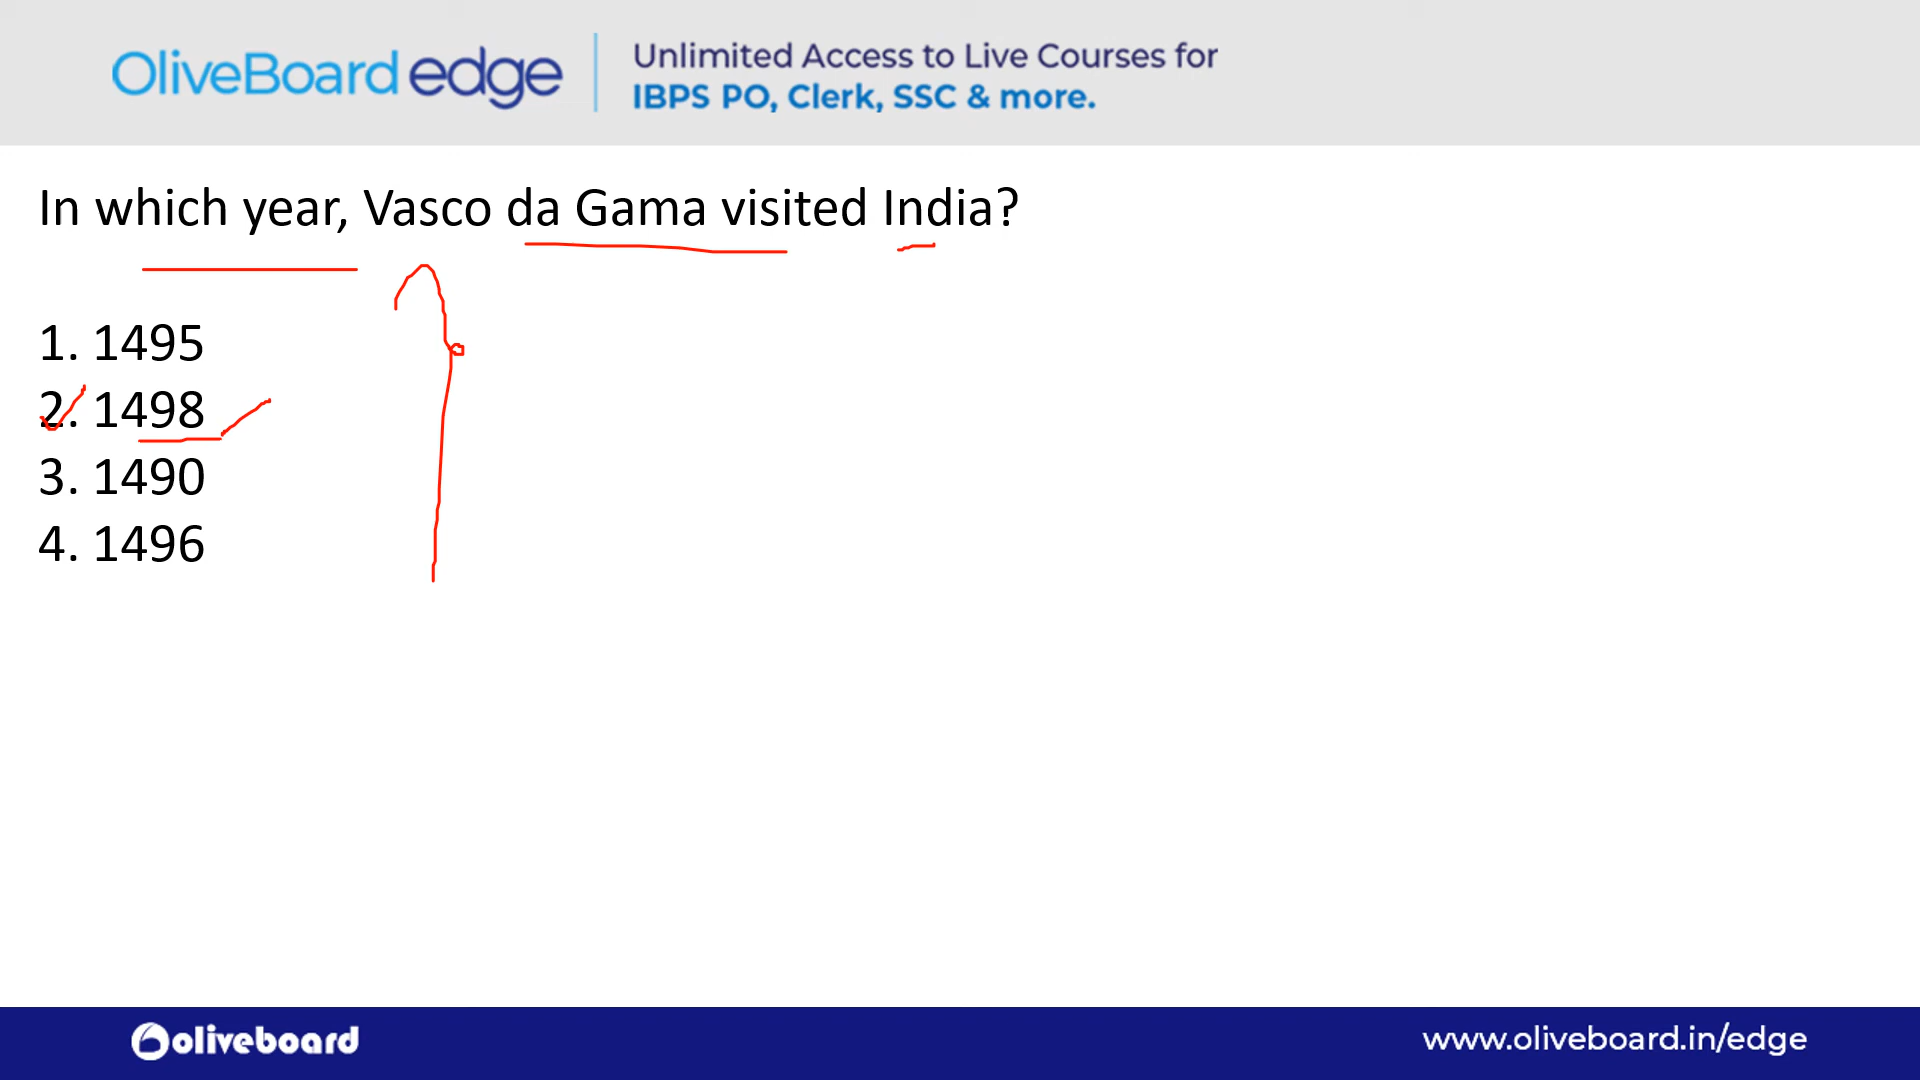 OliveBoard edge
Unlimited Access to Live Courses for
IBPS PO, Clerk, SSC & more.
In which year, Vasco da Gama visited India?
1. 1495
2. 1498
3. 1490
4. 1496
oliveboard
www.oliveboard.in/edge